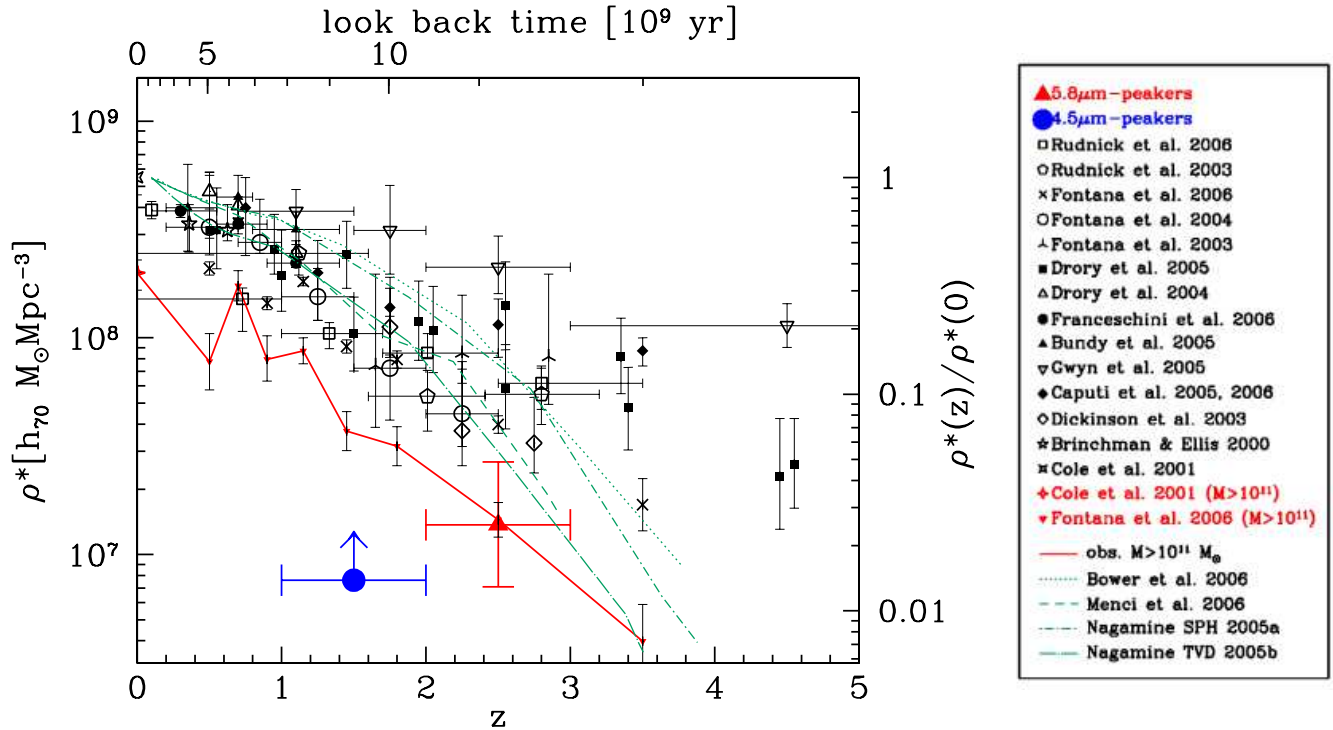 look back time [10⁹ yr]
0 5 10
10⁹
10⁸
10⁷
ρ*[h₇₀ M⊙Mpc⁻³]
1
0.1
0.01
ρ*(z)/ρ*(0)
0 1 2 3 4 5
z
5.8μm-peakers
4.5μm-peakers
Rudnick et al. 2006
Rudnick et al. 2003
Fontana et al. 2006
Fontana et al. 2004
Fontana et al. 2003
Drory et al. 2005
Drory et al. 2004
Franceschini et al. 2006
Bundy et al. 2005
Gwyn et al. 2005
Caputi et al. 2005, 2006
Dickinson et al. 2003
Brinchman & Ellis 2000
Cole et al. 2001
Cole et al. 2001 (M>10¹¹)
Fontana et al. 2006 (M>10¹¹)
obs. M>10¹¹ M⊙
Bower et al. 2006
Menci et al. 2006
Nagamine SPH 2005a
Nagamine TVD 2005b